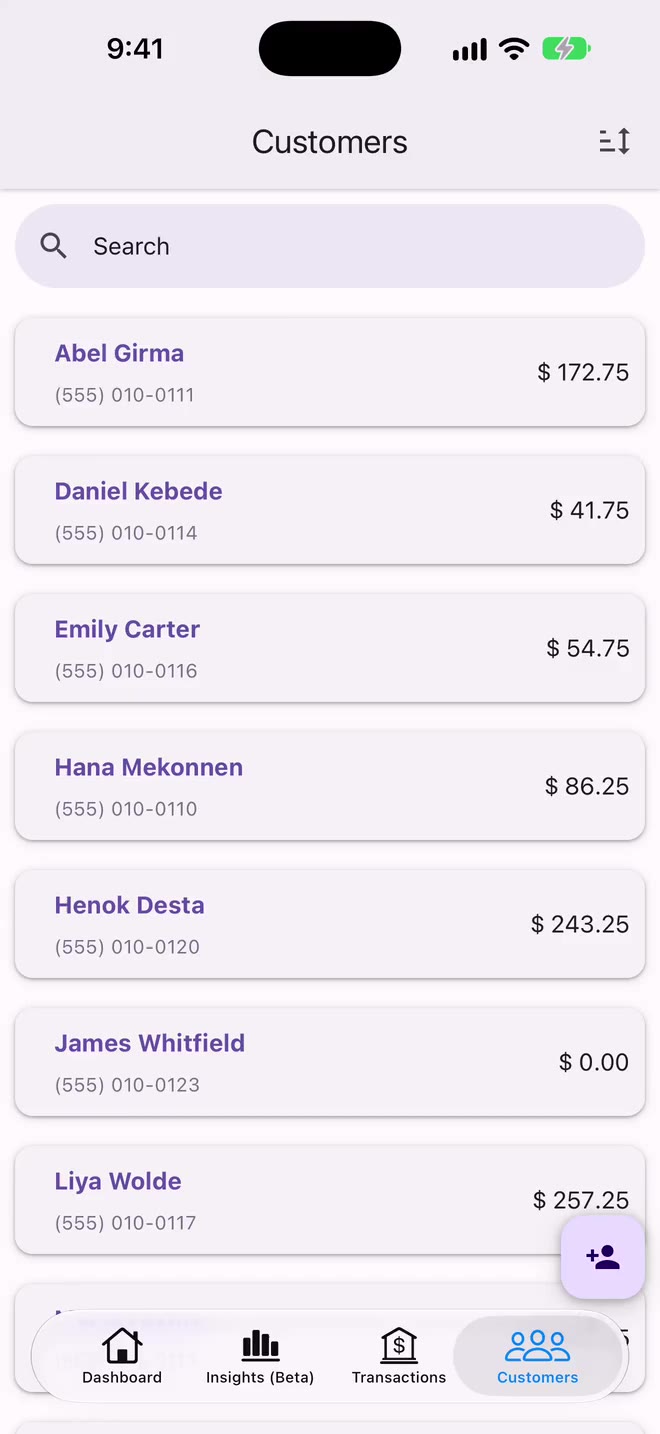 9:41
Customers
Search
Abel Girma
$ 172.75
(555) 010-0111
Daniel Kebede
$ 41.75
(555) 010-0114
Emily Carter
$ 54.75
(555) 010-0116
Hana Mekonnen
$ 86.25
(555) 010-0110
Henok Desta
$ 243.25
(555) 010-0120
James Whitfield
$ 0.00
(555) 010-0123
Liya Wolde
$ 257.25
(555) 010-0117
Dashboard
Insights (Beta)
Transactions
Customers